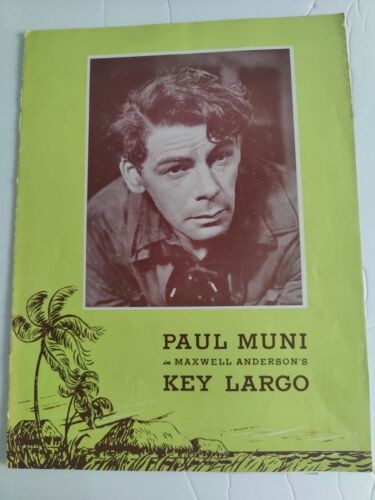 PAUL MUNI
in MAXWELL ANDERSON'S
KEY LARGO